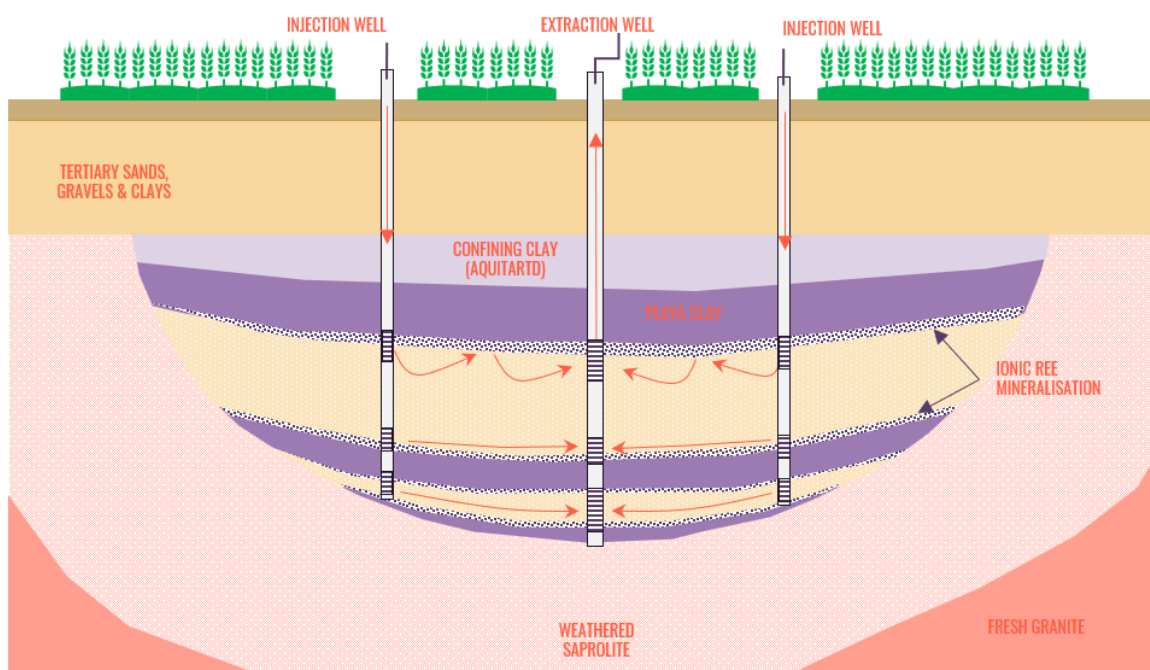 INJECTION WELL
EXTRACTION WELL
INJECTION WELL
TERTIARY SANDS,
GRAVELS & CLAYS
CONFINING CLAY
(AQUITARTD)
PLAYA CLAY
IONIC REE
MINERALISATION
WEATHERED
SAPROLITE
FRESH GRANITE